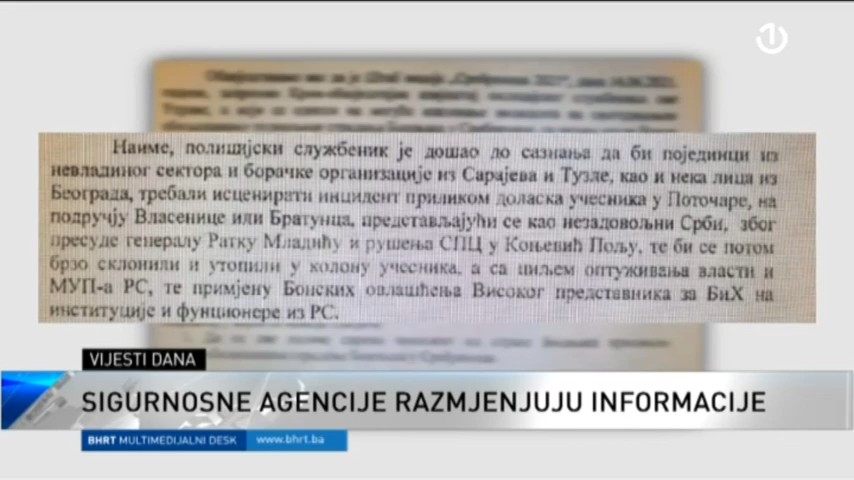 1
Наиме, полицијски службеник је дошао до сазнања да би појединци из
невладиног сектора и борачке организације из Сарајева и Тузле, као и нека лица из
Београда, требали исценирати инцидент приликом доласка учесника у Поточаре, на
подручју Власенице или Братунца, представљајући се као незадовољни Срби, због
пресуде генералу Ратку Младићу и рушења СПЦ у Коњевић Пољу, те би се потом
брзо склонили и утопили у колону учесника, а са циљем оптуживања власти и
МУП-а РС, те примјену Бонских овлашћења Високог представника за БиХ на
институције и фунционере из РС.
VIJESTI DANA
SIGURNOSNE AGENCIJE RAZMJENJUJU INFORMACIJE
BHRT MULTIMEDIJALNI DESK www.bhrt.ba